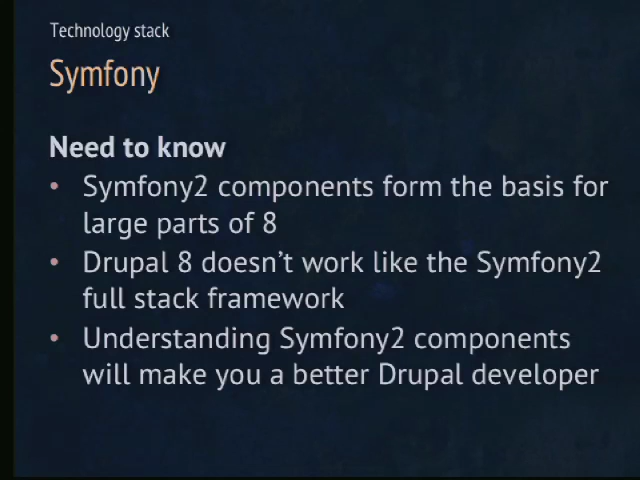 Technology stack
Symfony
Need to know
• Symfony2 components form the basis for
large parts of 8
• Drupal 8 doesn't work like the Symfony2
full stack framework
• Understanding Symfony2 components
will make you a better Drupal developer